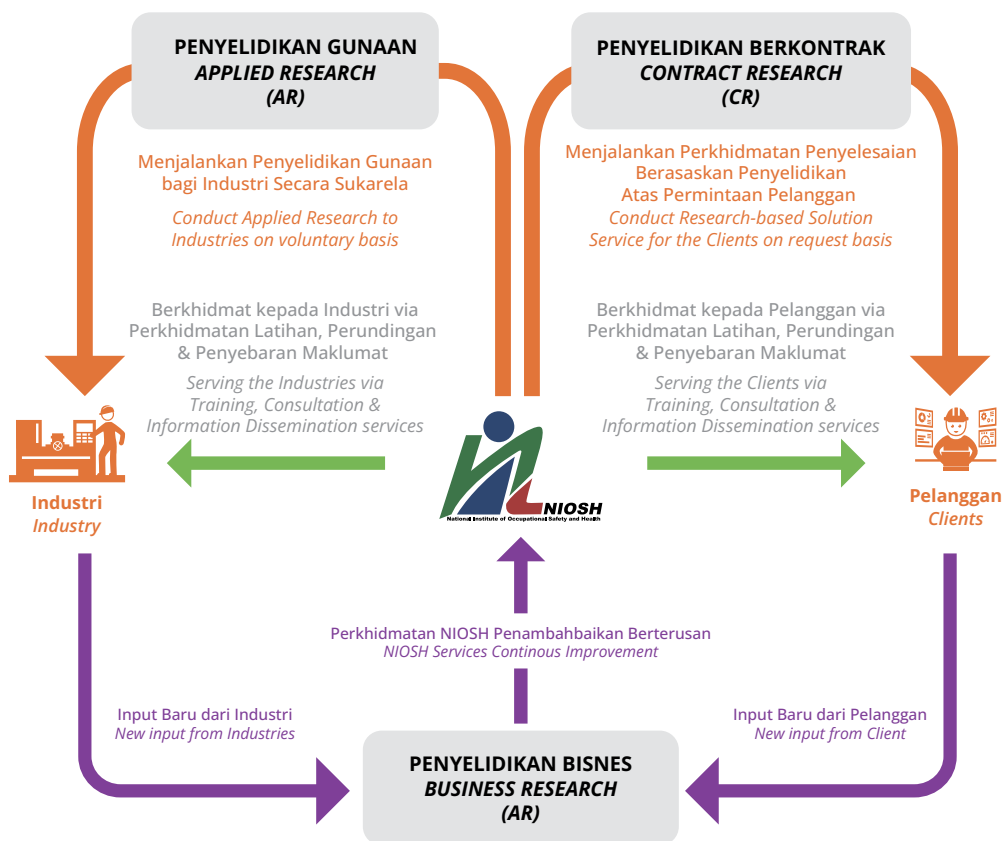 PENYELIDIKAN GUNAAN
APPLIED RESEARCH
(AR)
PENYELIDIKAN BERKONTRAK
CONTRACT RESEARCH
(CR)
Menjalankan Penyelidikan Gunaan
bagi Industri Secara Sukarela
Conduct Applied Research to
Industries on voluntary basis
Menjalankan Perkhidmatan Penyelesaian
Berasaskan Penyelidikan
Atas Permintaan Pelanggan
Conduct Research-based Solution
Service for the Clients on request basis
Berkhidmat kepada Industri via
Perkhidmatan Latihan, Perundingan
& Penyebaran Maklumat
Serving the Industries via
Training, Consultation &
Information Dissemination services
Berkhidmat kepada Pelanggan via
Perkhidmatan Latihan, Perundingan
& Penyebaran Maklumat
Serving the Clients via
Training, Consultation &
Information Dissemination services
Industri
Industry
NIOSH
National Institute of Occupational Safety and Health
Pelanggan
Clients
Perkhidmatan NIOSH Penambahbaikan Berterusan
NIOSH Services Continous Improvement
Input Baru dari Industri
New input from Industries
Input Baru dari Pelanggan
New input from Client
PENYELIDIKAN BISNES
BUSINESS RESEARCH
(AR)